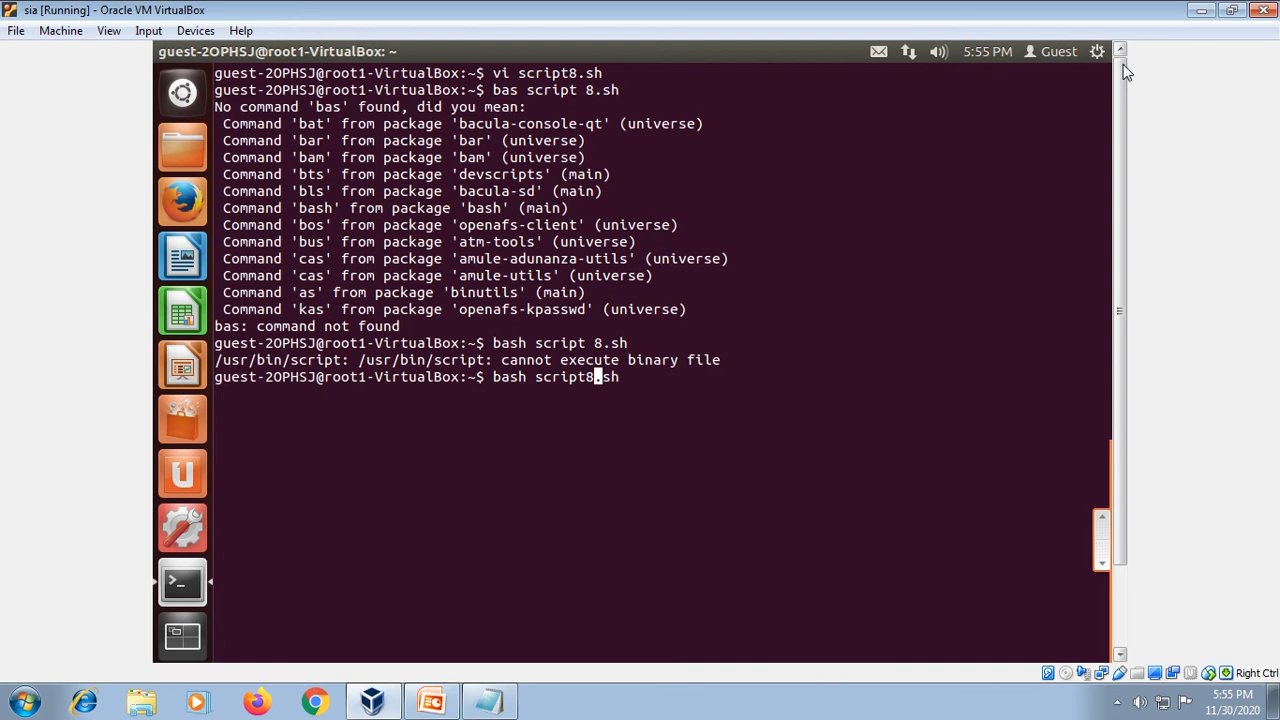 sia [Running] - Oracle VM VirtualBox
File Machine View Input Devices Help
guest-2OPHSJ@root1-VirtualBox: ~ 5:55 PM Guest
guest-2OPHSJ@root1-VirtualBox:~$ vi script8.sh
guest-2OPHSJ@root1-VirtualBox:~$ bas script 8.sh
No command 'bas' found, did you mean:
Command 'bat' from package 'bacula-console-qt' (universe)
Command 'bar' from package 'bar' (universe)
Command 'bam' from package 'bam' (universe)
Command 'bts' from package 'devscripts' (main)
Command 'bls' from package 'bacula-sd' (main)
Command 'bash' from package 'bash' (main)
Command 'bos' from package 'openafs-client' (universe)
Command 'bus' from package 'atm-tools' (universe)
Command 'cas' from package 'amule-adunanza-utils' (universe)
Command 'cas' from package 'amule-utils' (universe)
Command 'as' from package 'binutils' (main)
Command 'kas' from package 'openafs-kpasswd' (universe)
bas: command not found
guest-2OPHSJ@root1-VirtualBox:~$ bash script 8.sh
/usr/bin/script: /usr/bin/script: cannot execute binary file
guest-2OPHSJ@root1-VirtualBox:~$ bash script8.sh
Right Ctrl
5:55 PM
11/30/2020